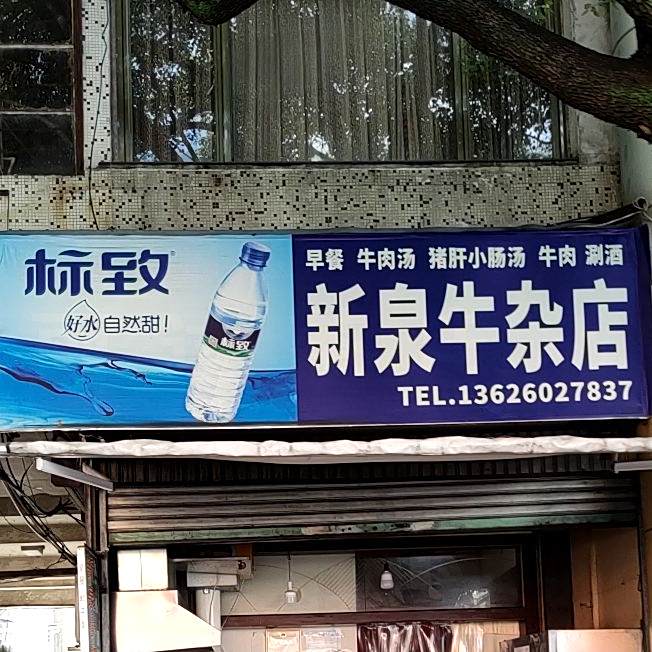 标致®
好水 自然甜!
标致
早餐 牛肉汤 猪肝小肠汤 牛肉 涮酒
新泉牛杂店
TEL.13626027837